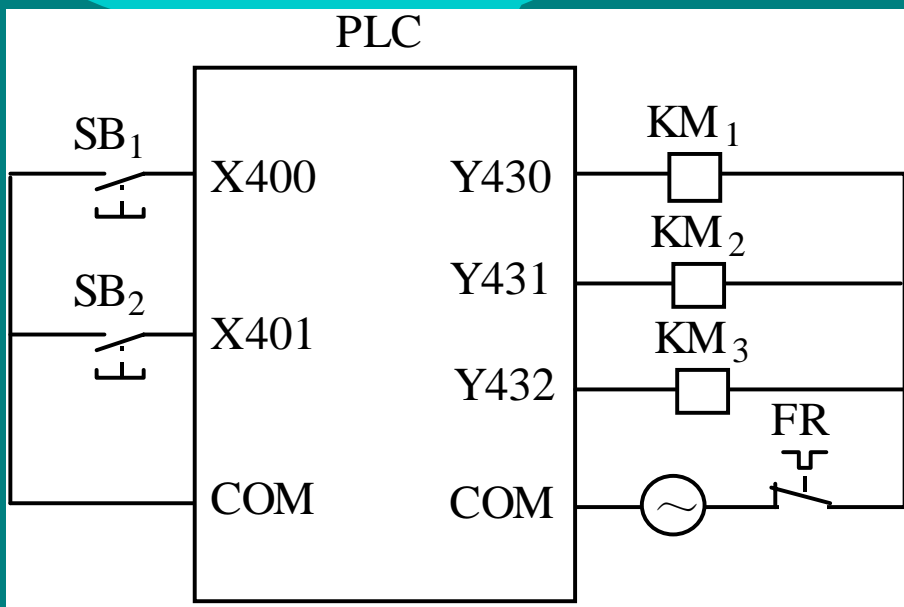 PLC
SB1
X400
Y430
KM1
SB2
X401
Y431
KM2
Y432
KM3
FR
COM
COM